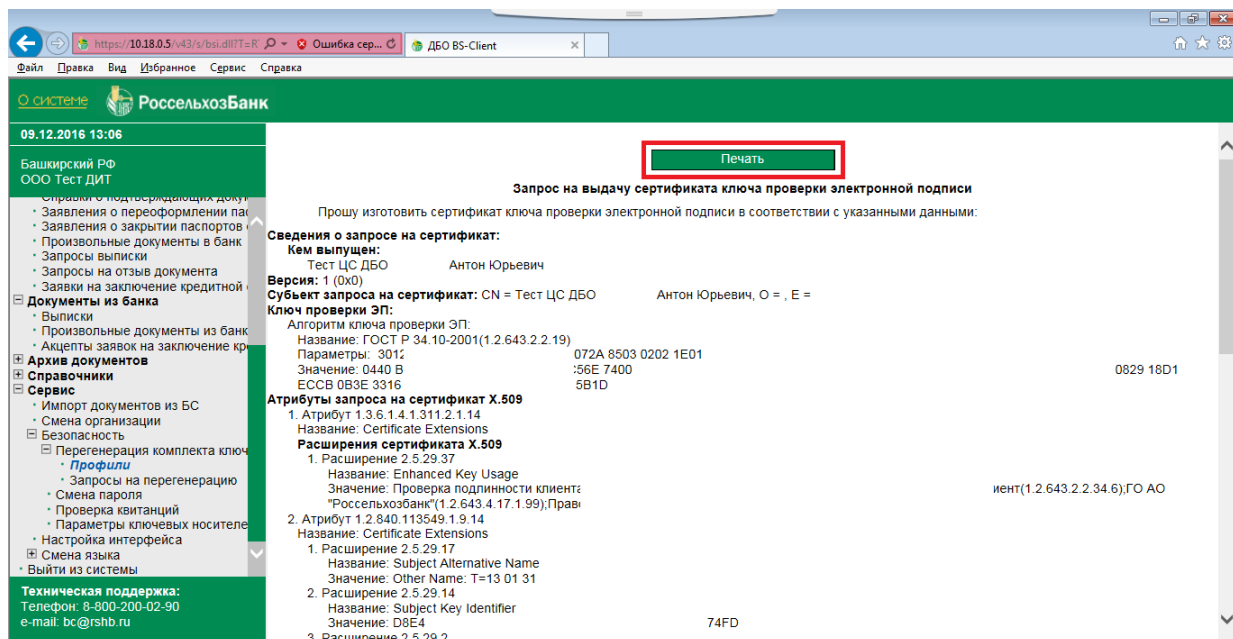 https://10.18.0.5/v43/s/bsi.dll?T=R
Ошибка сер...
ДБО BS-Client
Файл Правка Вид Избранное Сервис Справка
О системе
РоссельхозБанк
09.12.2016 13:06
Башкирский РФ
ООО Тест ДИТ
Справки о подтверждающих докум
Заявления о переоформлении пас
Заявления о закрытии паспортов
Произвольные документы в банк
Запросы выписки
Запросы на отзыв документа
Заявки на заключение кредитной
Документы из банка
Выписки
Произвольные документы из банк
Акцепты заявок на заключение кр
Архив документов
Справочники
Сервис
Импорт документов из БС
Смена организации
Безопасность
Перегенерация комплекта ключ
Профили
Запросы на перегенерацию
Смена пароля
Проверка квитанций
Параметры ключевых носителе
Настройка интерфейса
Смена языка
Выйти из системы
Техническая поддержка:
Телефон: 8-800-200-02-90
e-mail: bc@rshb.ru
Печать
Запрос на выдачу сертификата ключа проверки электронной подписи
Прошу изготовить сертификат ключа проверки электронной подписи в соответствии с указанными данными:
Сведения о запросе на сертификат:
Кем выпущен:
Тест ЦС ДБО Антон Юрьевич
Версия: 1 (0x0)
Субьект запроса на сертификат: CN = Тест ЦС ДБО Антон Юрьевич, O = , E =
Ключ проверки ЭП:
Алгоритм ключа проверки ЭП:
Название: ГОСТ Р 34.10-2001(1.2.643.2.2.19)
Параметры: 3012 072A 8503 0202 1E01
Значение: 0440 B 56E 7400 0829 18D1
ECCB 0B3E 3316 5B1D
Атрибуты запроса на сертификат X.509
1. Атрибут 1.3.6.1.4.1.311.2.1.14
Название: Certificate Extensions
Расширения сертификата X.509
1. Расширение 2.5.29.37
Название: Enhanced Key Usage
Значение: Проверка подлинности клиента иент(1.2.643.2.2.34.6);ГО АО
"Россельхозбанк"(1.2.643.4.17.1.99);Прав
2. Атрибут 1.2.840.113549.1.9.14
Название: Certificate Extensions
1. Расширение 2.5.29.17
Название: Subject Alternative Name
Значение: Other Name: T=13 01 31
2. Расширение 2.5.29.14
Название: Subject Key Identifier
Значение: D8E4 74FD
3. Расширение 2.5.29.2